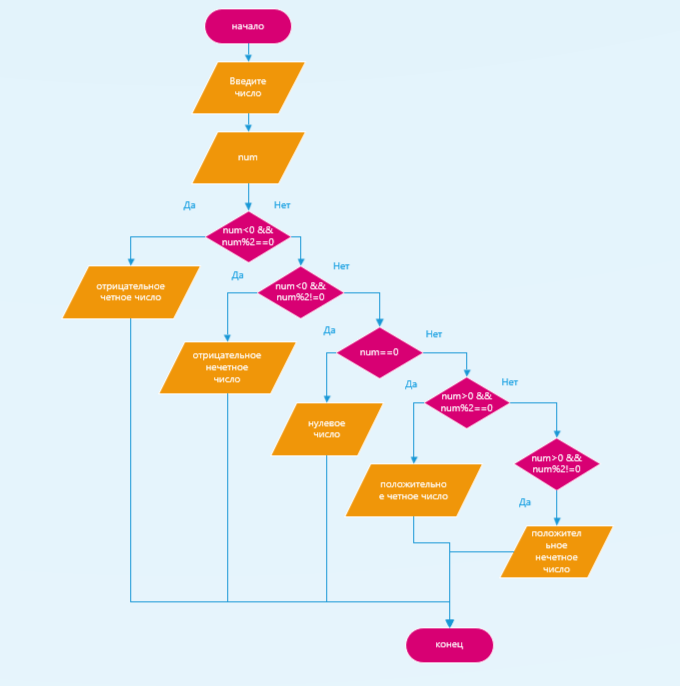 начало
Введите
число
num
Да
Нет
num<0 &&
num%2==0
отрицательное
четное число
Да
Нет
num<0 &&
num%2!=0
отрицательное
нечетное
число
Да
Нет
num==0
нулевое
число
Да
Нет
num>0 &&
num%2==0
положительно
е четное число
num>0 &&
num%2!=0
Да
положител
ьное
нечетное
число
конец